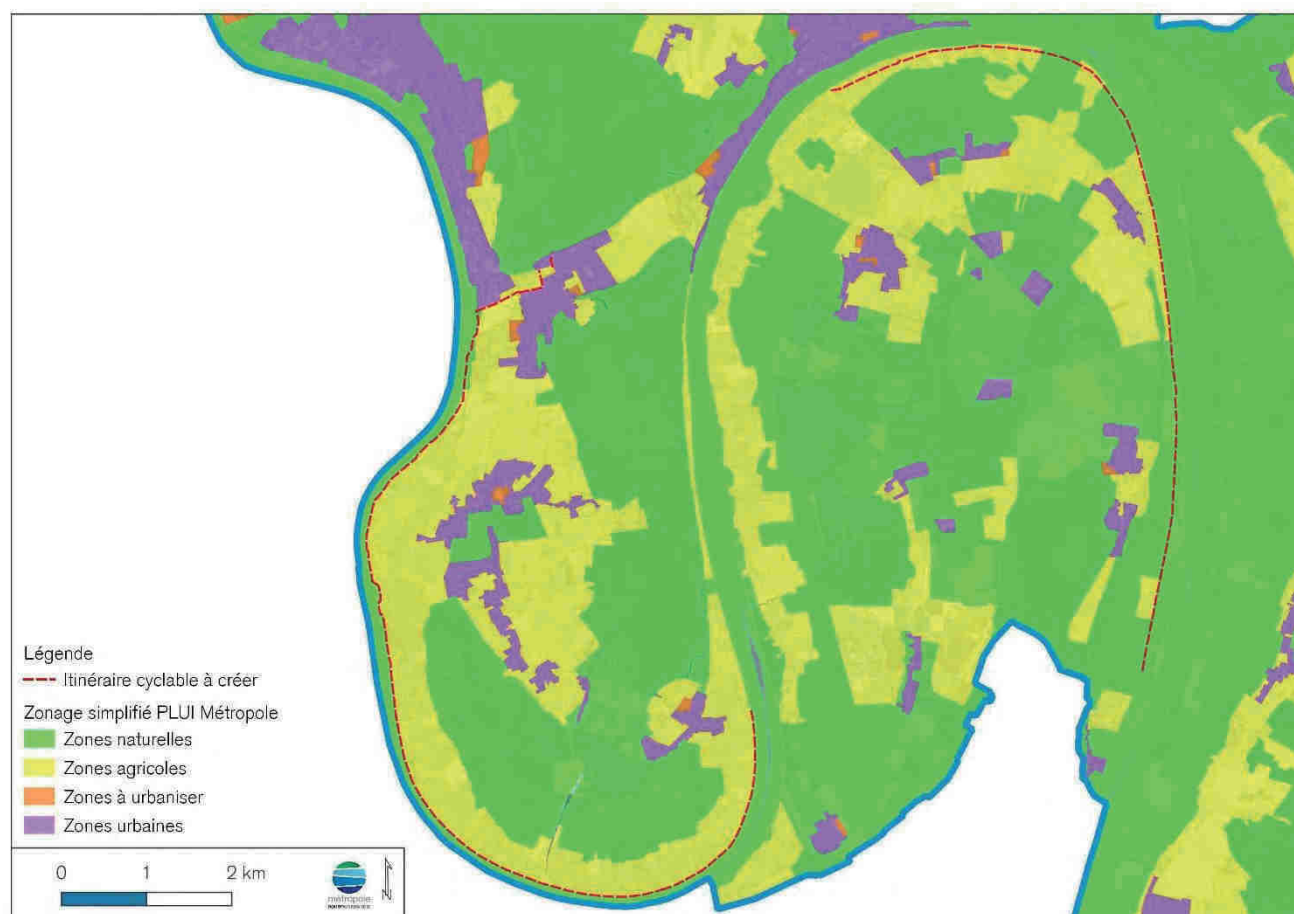 Légende
Itinéraire cyclable à créer
Zonage simplifié PLUI Métropole
Zones naturelles
Zones agricoles
Zones à urbaniser
Zones urbaines
0 1 2 km
métropole